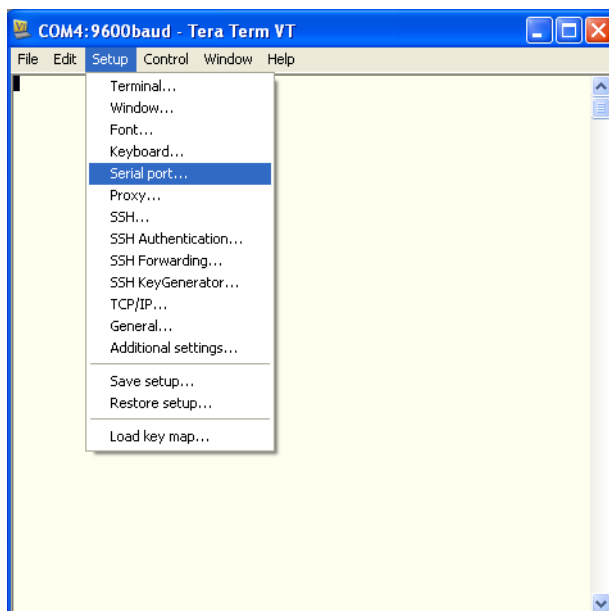 COM4:9600baud - Tera Term VT
File Edit Setup Control Window Help
Terminal...
Window...
Font...
Keyboard...
Serial port...
Proxy...
SSH...
SSH Authentication...
SSH Forwarding...
SSH KeyGenerator...
TCP/IP...
General...
Additional settings...
Save setup...
Restore setup...
Load key map...